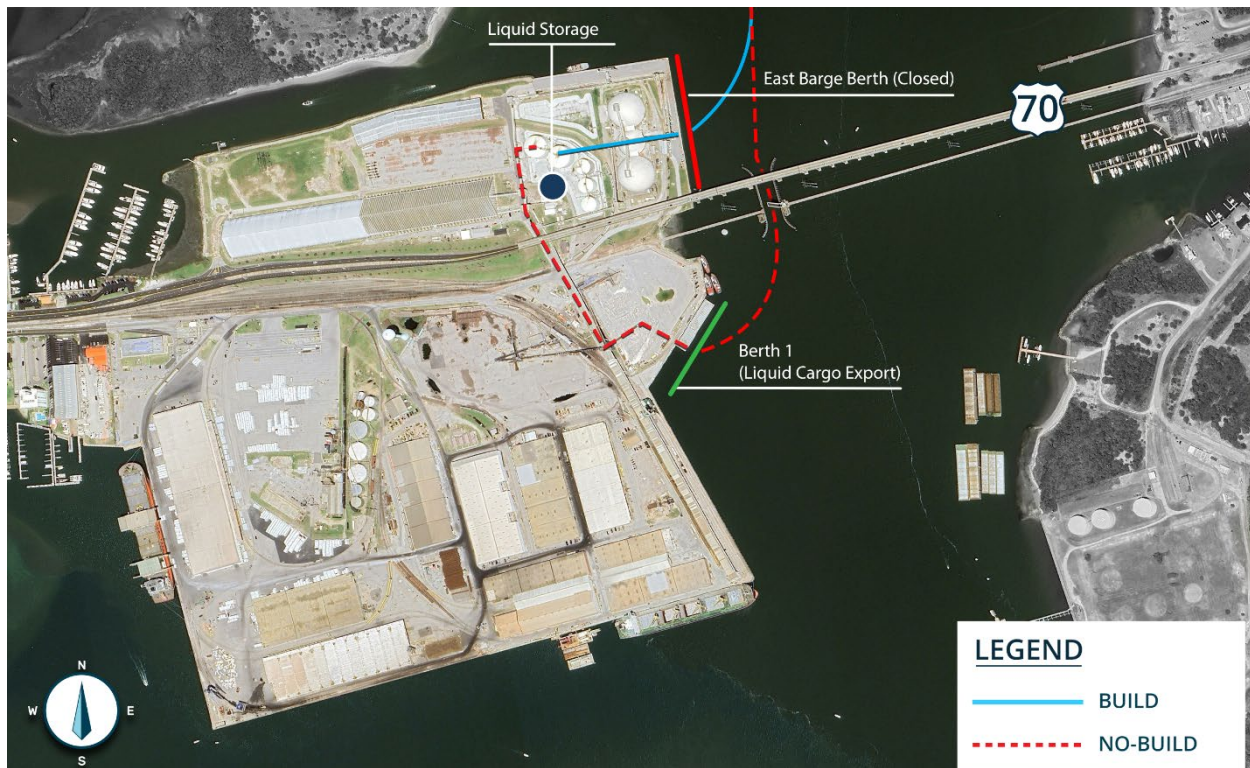 Liquid Storage
East Barge Berth (Closed)
70
Berth 1
(Liquid Cargo Export)
N
W E
S
LEGEND
BUILD
NO-BUILD